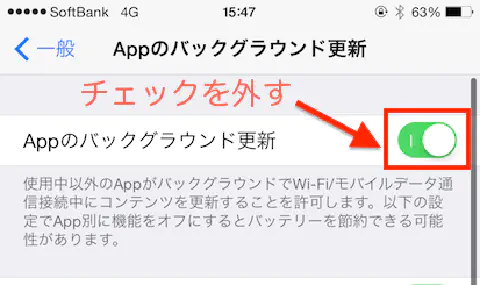 ●●●●● SoftBank 4G 15:47 63%
一般 Appのバックグラウンド更新
チェックを外す
Appのバックグラウンド更新
使用中以外のAppがバックグラウンドでWi-Fi/モバイルデータ通
信接続中にコンテンツを更新することを許可します。以下の設
定でApp別に機能をオフにするとバッテリーを節約できる可能
性があります。